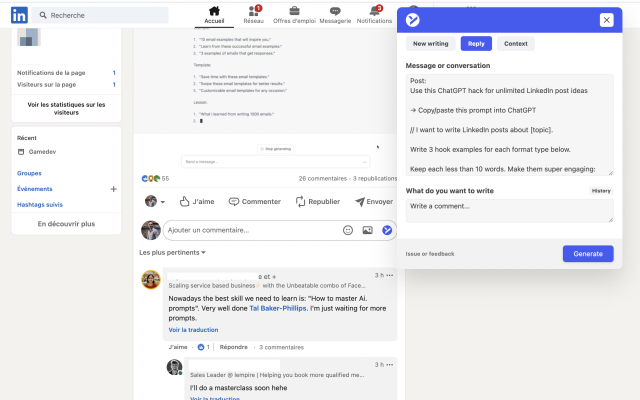 in
Recherche
Accueil
1
Réseau
Offres d'emploi
Messagerie
3
Notifications
Notifications de la page 1
Visiteurs sur la page 1
Voir les statistiques sur les
visiteurs
Récent
Gamedev
Groupes
Événements +
Hashtags suivis
En découvrir plus
1. "10 email examples that will inspire you."
2. "Learn from these successful email examples."
3. "3 examples of emails that get responses."
Template:
1. "Save time with these email templates."
2. "Swipe these email templates for better results."
3. "Customizable email templates for any occasion."
Lesson:
1. "What I learned from writing 1000 emails."
2.
Stop generating
Send a message...
55
26 commentaires · 3 republications
J'aime
Commenter
Republier
Envoyer
Ajouter un commentaire...
Les plus pertinents
et +
3 h
Scaling service based business with the Unbeatable combo of Face...
Nowadays the best skill we need to learn is: "How to master Ai.
prompts". Very well done Tal Baker-Phillips. I'm just waiting for more
prompts.
Voir la traduction
J'aime · 1 | Répondre · 3 commentaires
3 h
Sales Leader @ lempire | Helping you book more qualified me...
I'll do a masterclass soon hehe
Voir la traduction
New writing
Reply
Context
Message or conversation
Post:
Use this ChatGPT hack for unlimited LinkedIn post ideas
→ Copy/paste this prompt into ChatGPT
// I want to write LinkedIn posts about [topic].
Write 3 hook examples for each format type below.
Keep each less than 10 words. Make them super engaging:
What do you want to write
History
Write a comment...
Issue or feedback
Generate